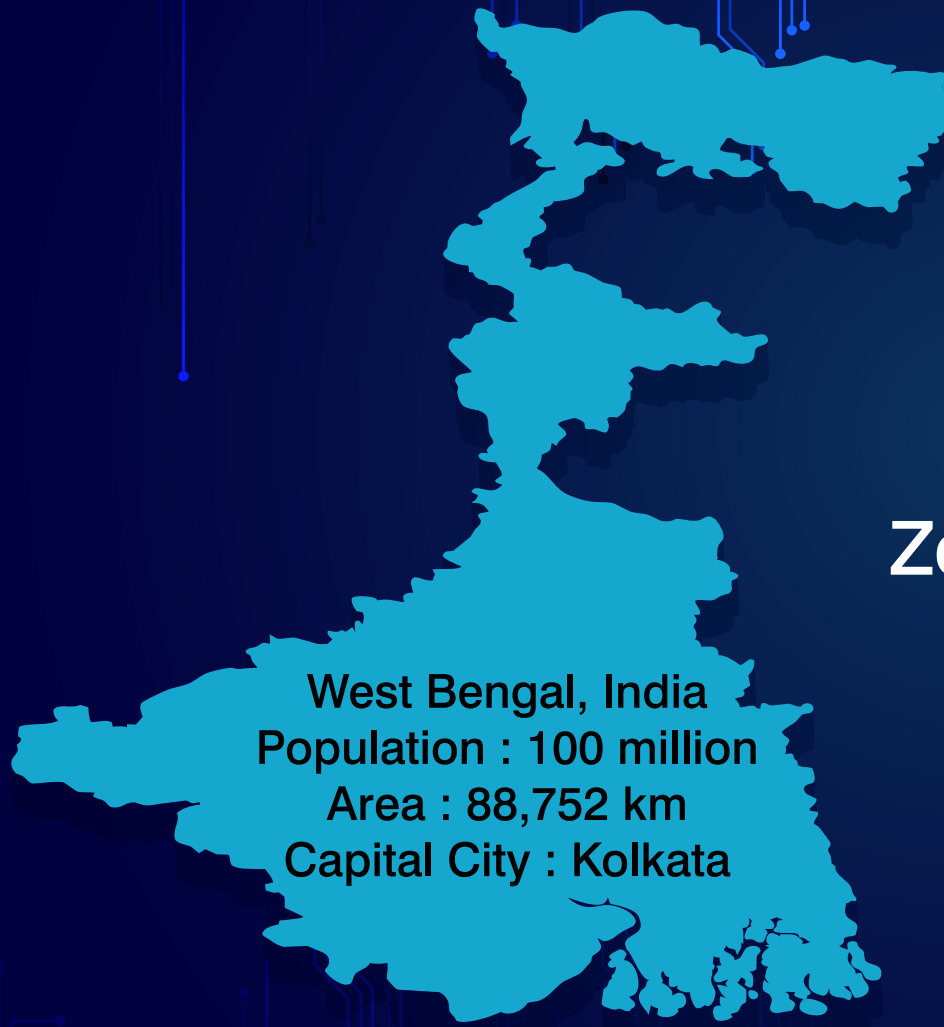 West Bengal, India
Population : 100 million
Area : 88,752 km
Capital City : Kolkata